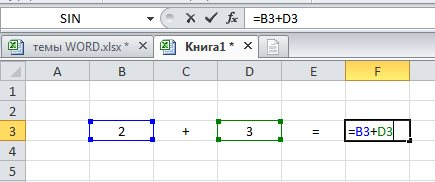 SIN =B3+D3
темы WORD.xlsx * Книга1 *
A B C D E F
1
2
3 2 + 3 = =B3+D3
4
5